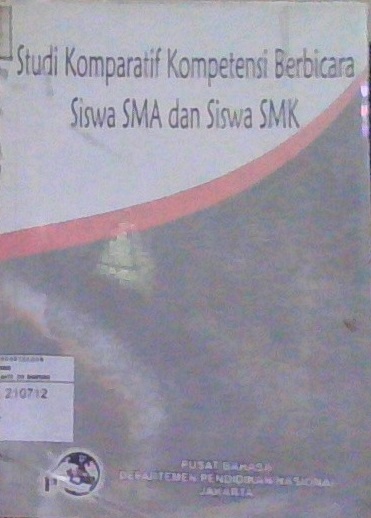 Studi Komparatif Kompetensi Berbicara
Siswa SMA dan Siswa SMK
210712
PUSAT BAHASA
DEPARTEMEN PENDIDIKAN NASIONAL
JAKARTA